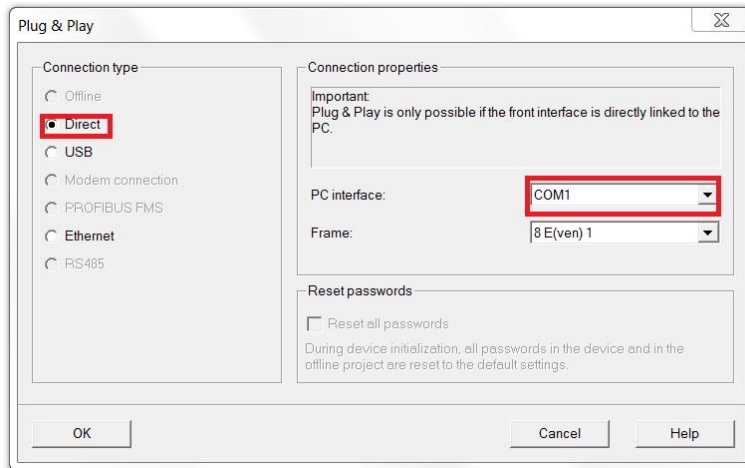 Plug & Play
Connection type
Offline
Direct
USB
Modem connection
PROFIBUS FMS
Ethernet
RS485
Connection properties
Important:
Plug & Play is only possible if the front interface is directly linked to the
PC.
PC interface:
COM1
Frame:
8 E(ven) 1
Reset passwords
Reset all passwords
During device initialization, all passwords in the device and in the
offline project are reset to the default settings.
OK
Cancel
Help